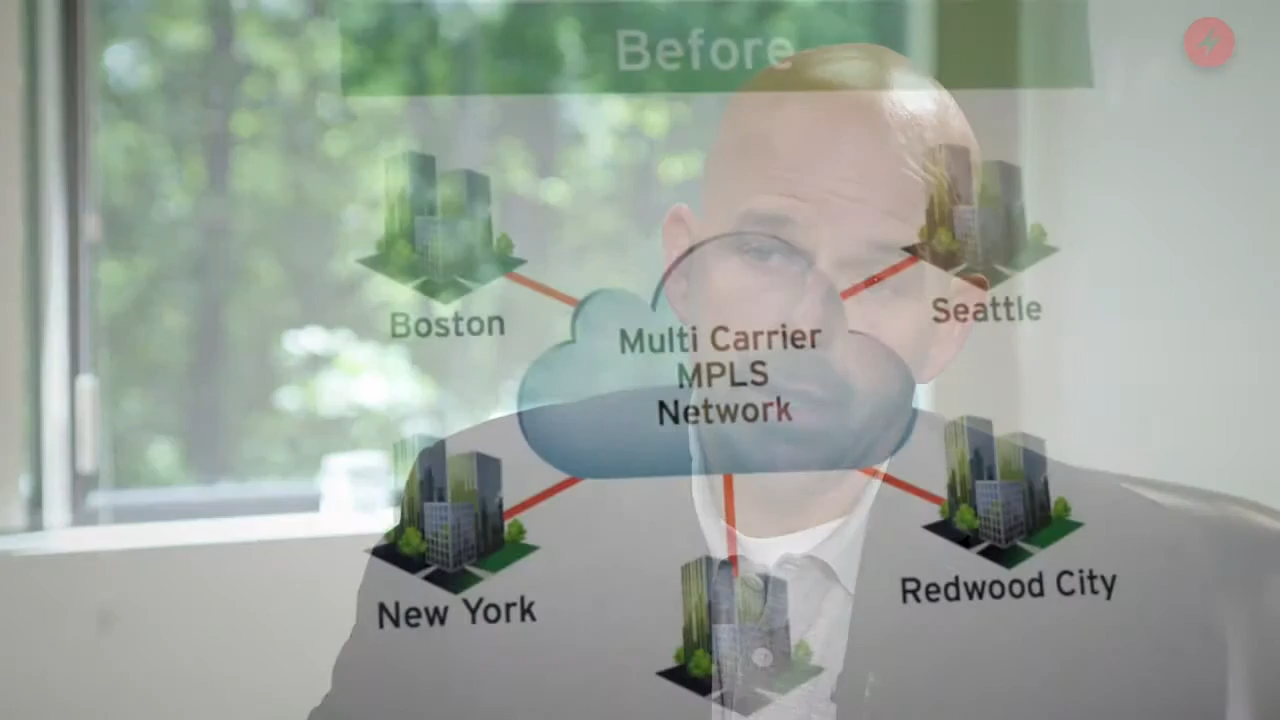 Before
Boston
Seattle
Multi Carrier
MPLS
Network
New York
Redwood City